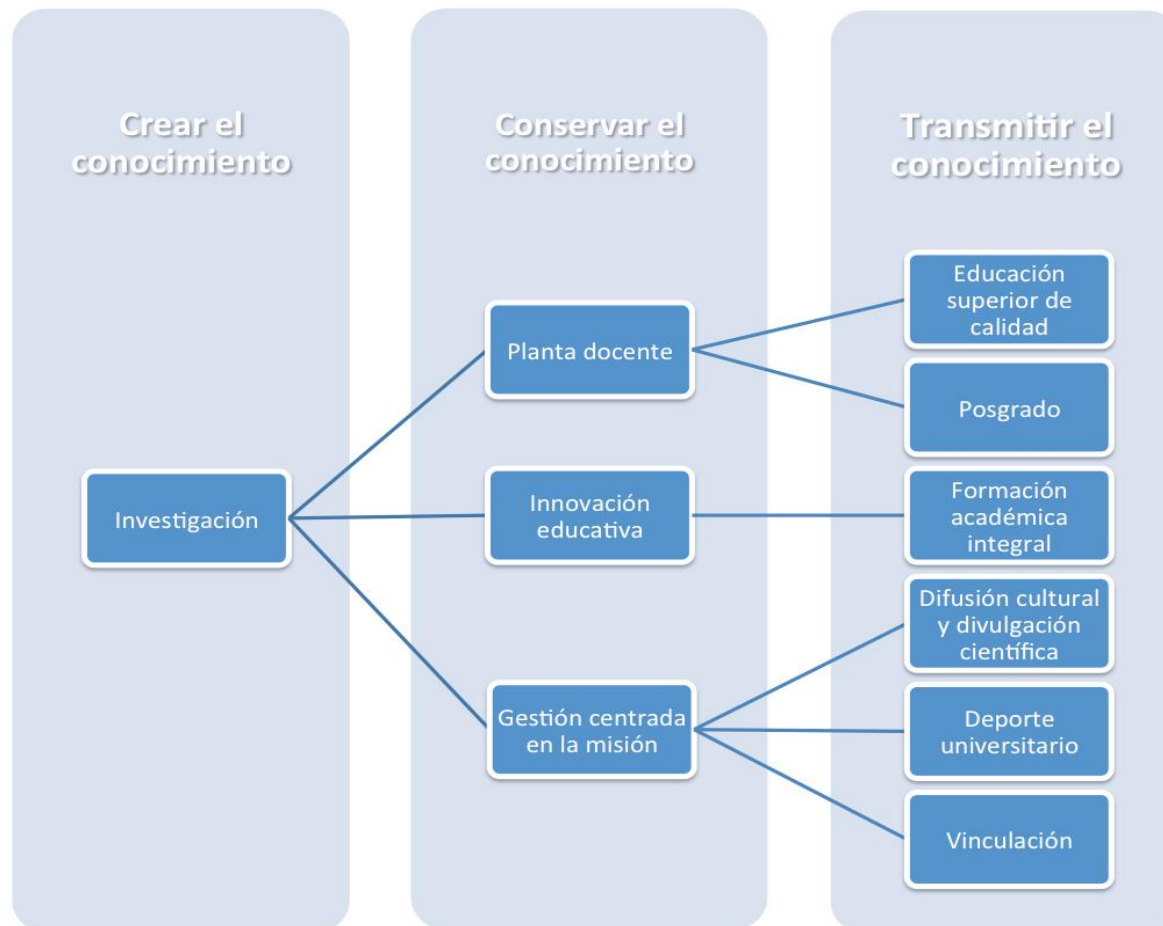 Crear el
conocimiento
Conservar el
conocimiento
Transmitir el
conocimiento
Investigación
Planta docente
Innovación
educativa
Gestión centrada
en la misión
Educación
superior de
calidad
Posgrado
Formación
académica
integral
Difusión cultural
y divulgación
científica
Deporte
universitario
Vinculación